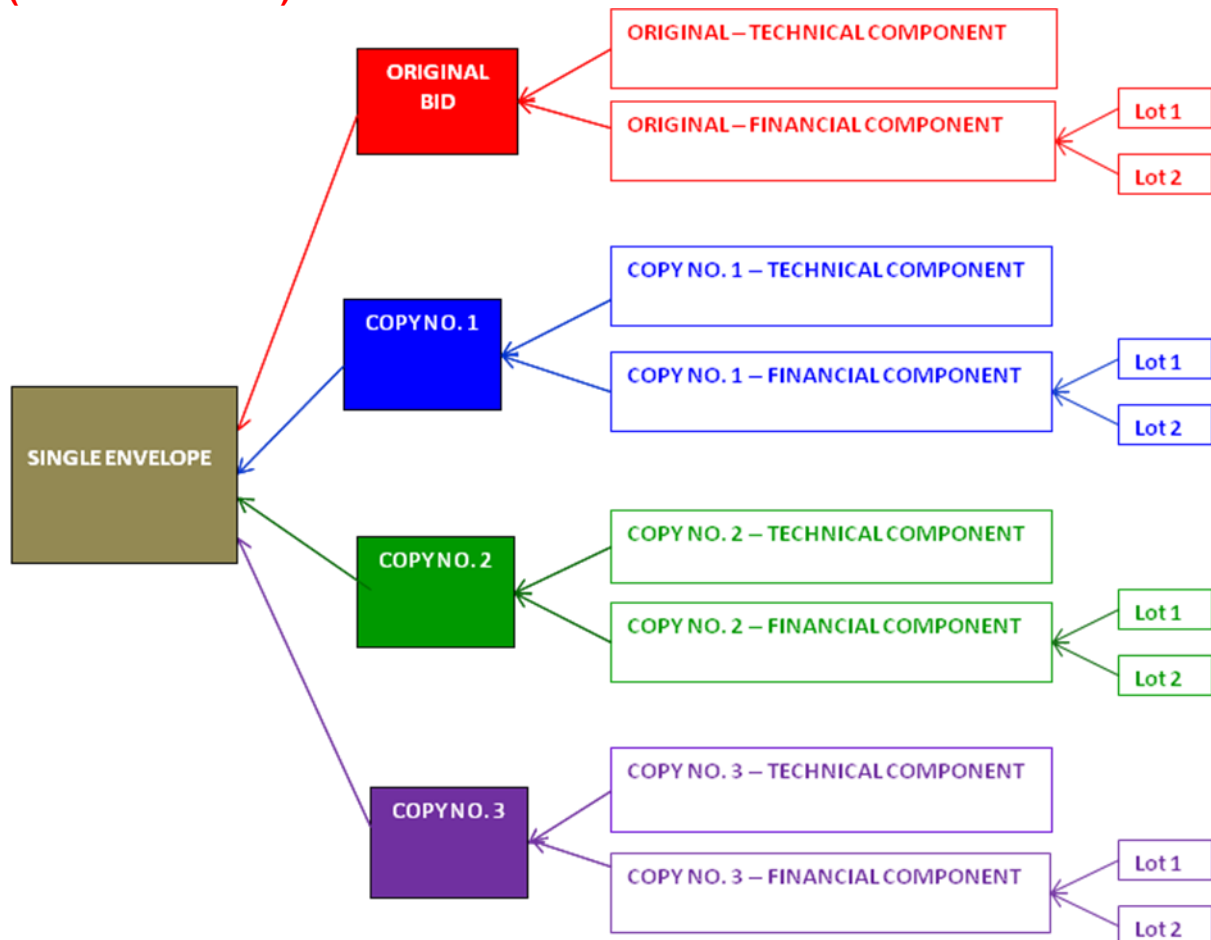 ORIGINAL – TECHNICAL COMPONENT
ORIGINAL
BID
ORIGINAL – FINANCIAL COMPONENT
Lot 1
Lot 2
COPY NO. 1 – TECHNICAL COMPONENT
COPY NO. 1
COPY NO. 1 – FINANCIAL COMPONENT
Lot 1
Lot 2
SINGLE ENVELOPE
COPY NO. 2 – TECHNICAL COMPONENT
COPY NO. 2
COPY NO. 2 – FINANCIAL COMPONENT
Lot 1
Lot 2
COPY NO. 3 – TECHNICAL COMPONENT
COPY NO. 3
COPY NO. 3 – FINANCIAL COMPONENT
Lot 1
Lot 2